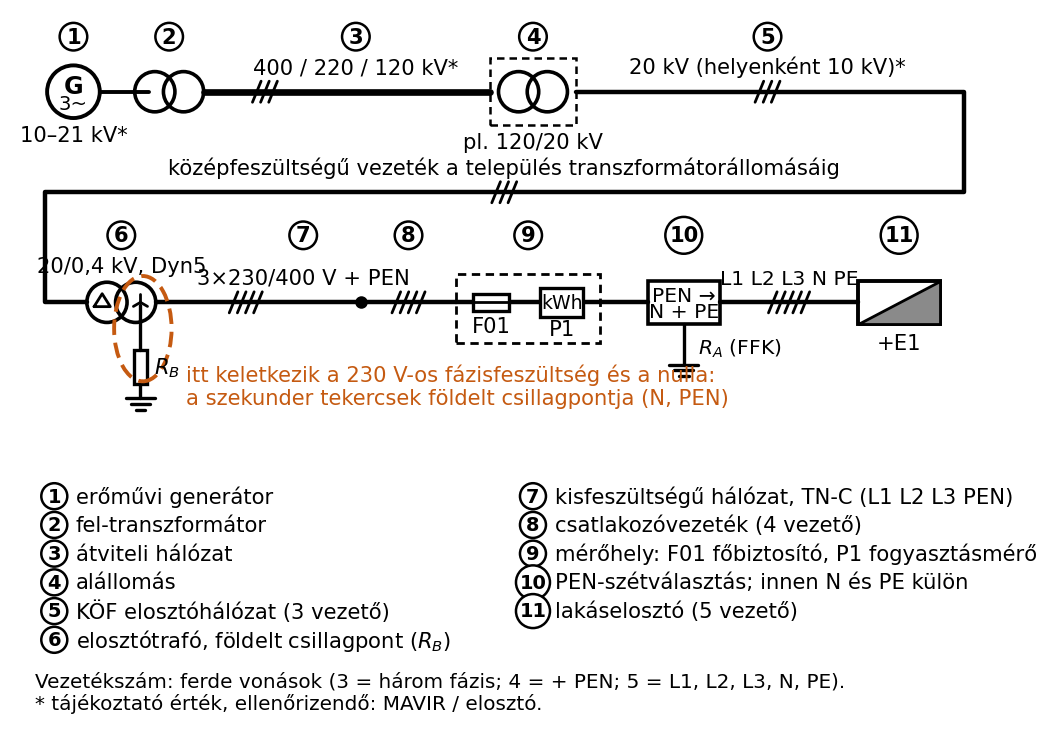 1 2 3 4 5
400 / 220 / 120 kV* 20 kV (helyenként 10 kV)*
G
3~
10–21 kV*
pl. 120/20 kV
középfeszültségű vezeték a település transzformátorállomásáig
6 7 8 9 10 11
20/0,4 kV, Dyn5
3×230/400 V + PEN
L1 L2 L3 N PE
PEN →
N + PE
kWh
F01 P1
R_A (FFK)
+E1
R_B
itt keletkezik a 230 V-os fázisfeszültség és a nulla:
a szekunder tekercsek földelt csillagpontja (N, PEN)
1 erőművi generátor
2 fel-transzformátor
3 átviteli hálózat
4 alállomás
5 KÖF elosztóhálózat (3 vezető)
6 elosztótrafó, földelt csillagpont (R_B)
7 kisfeszültségű hálózat, TN-C (L1 L2 L3 PEN)
8 csatlakozóvezeték (4 vezető)
9 mérőhely: F01 főbiztosító, P1 fogyasztásmérő
10 PEN-szétválasztás; innen N és PE külön
11 lakáselosztó (5 vezető)
Vezetékszám: ferde vonások (3 = három fázis; 4 = + PEN; 5 = L1, L2, L3, N, PE).
* tájékoztató érték, ellenőrizendő: MAVIR / elosztó.